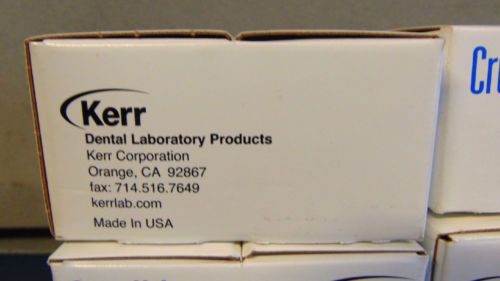 Kerr
Dental Laboratory Products
Kerr Corporation
Orange, CA 92867
fax: 714.516.7649
kerrlab.com
Made In USA